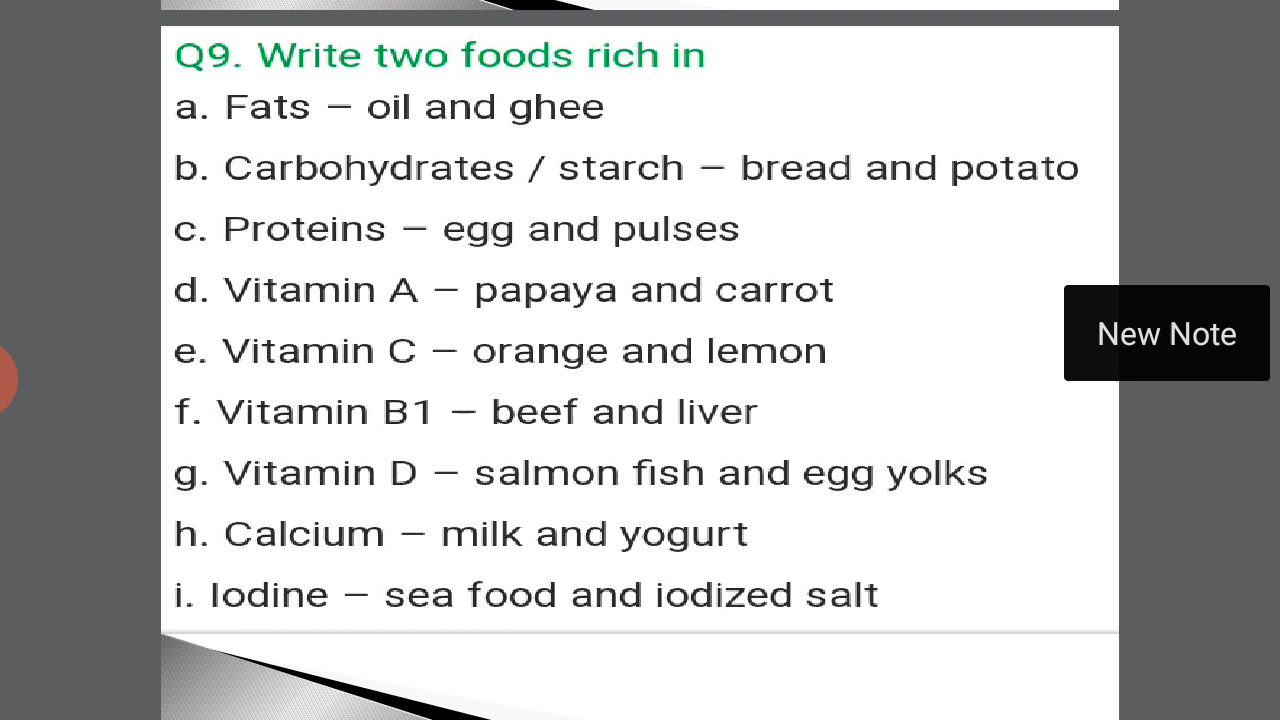 Q9. Write two foods rich in
a. Fats – oil and ghee
b. Carbohydrates / starch – bread and potato
c. Proteins – egg and pulses
d. Vitamin A – papaya and carrot
e. Vitamin C – orange and lemon
f. Vitamin B1 – beef and liver
g. Vitamin D – salmon fish and egg yolks
h. Calcium – milk and yogurt
i. Iodine – sea food and iodized salt
New Note